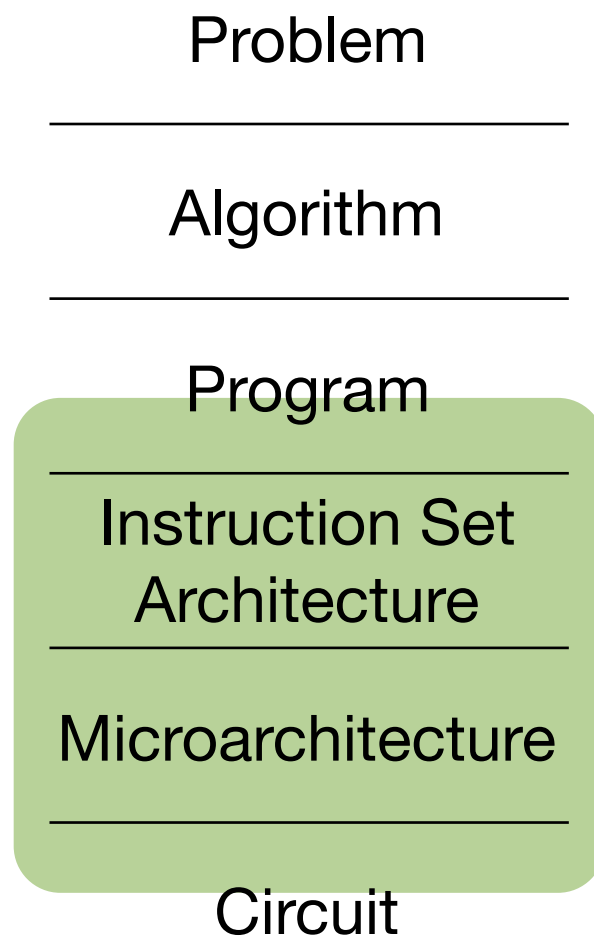 Problem
Algorithm
Program
Instruction Set
Architecture
Microarchitecture
Circuit